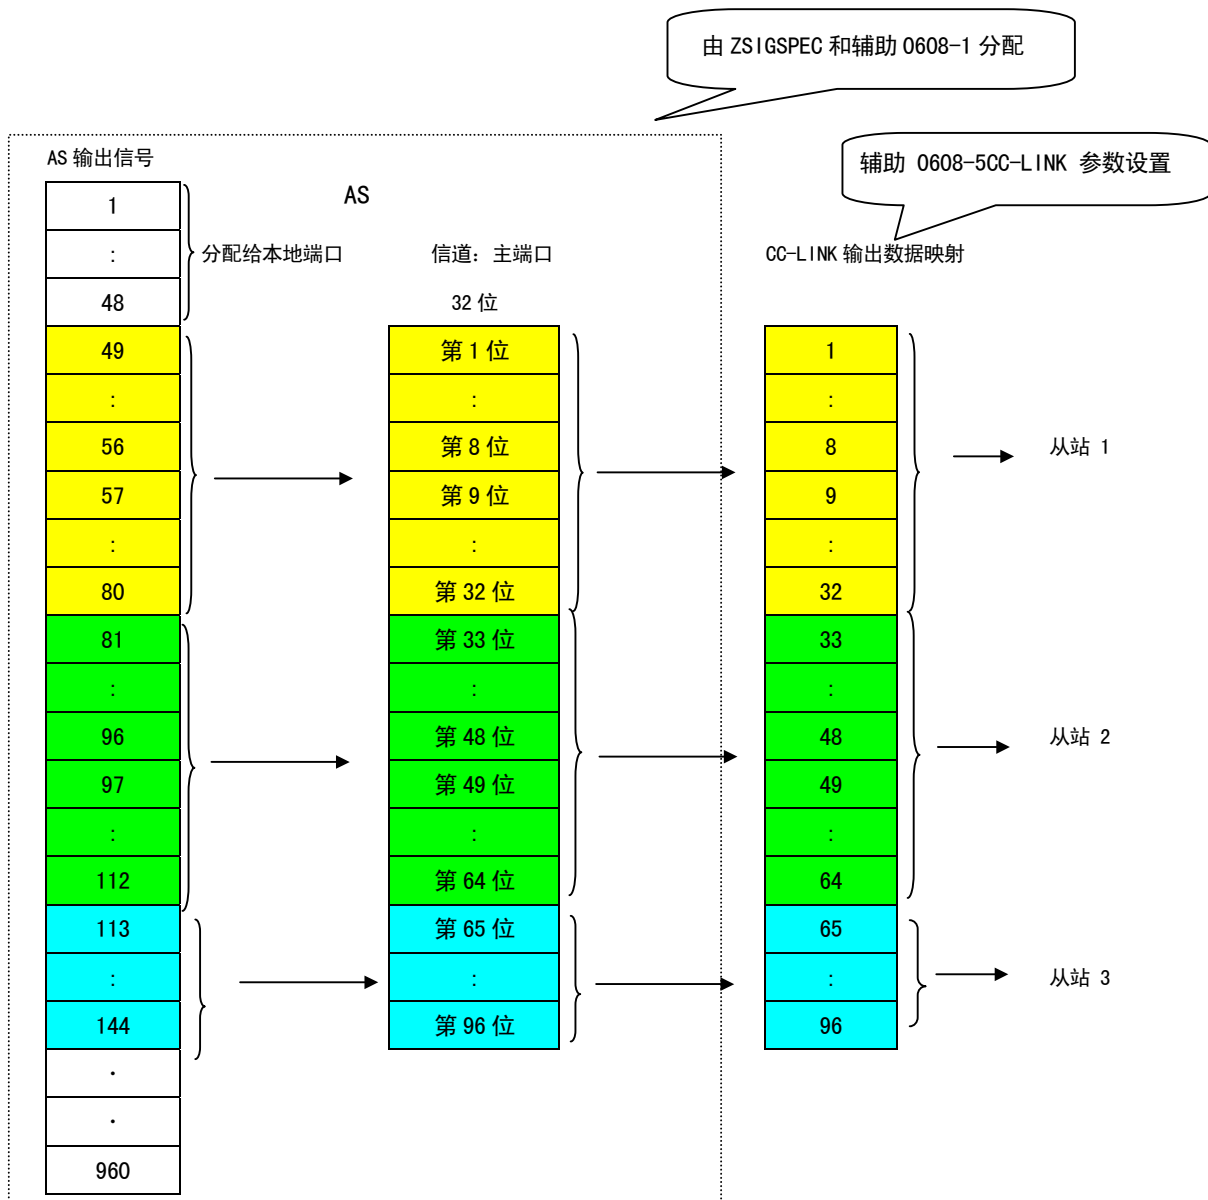 由 ZSIGSPEC 和辅助 0608-1 分配
辅助 0608-5CC-LINK 参数设置
AS 输出信号
AS
分配给本地端口
信道：主端口
32 位
CC-LINK 输出数据映射
1
:
48
49
:
56
57
:
80
81
:
96
97
:
112
113
:
144
·
·
960
第 1 位
:
第 8 位
第 9 位
:
第 32 位
第 33 位
:
第 48 位
第 49 位
:
第 64 位
第 65 位
:
第 96 位
1
:
8
9
:
32
33
:
48
49
:
64
65
:
96
从站 1
从站 2
从站 3